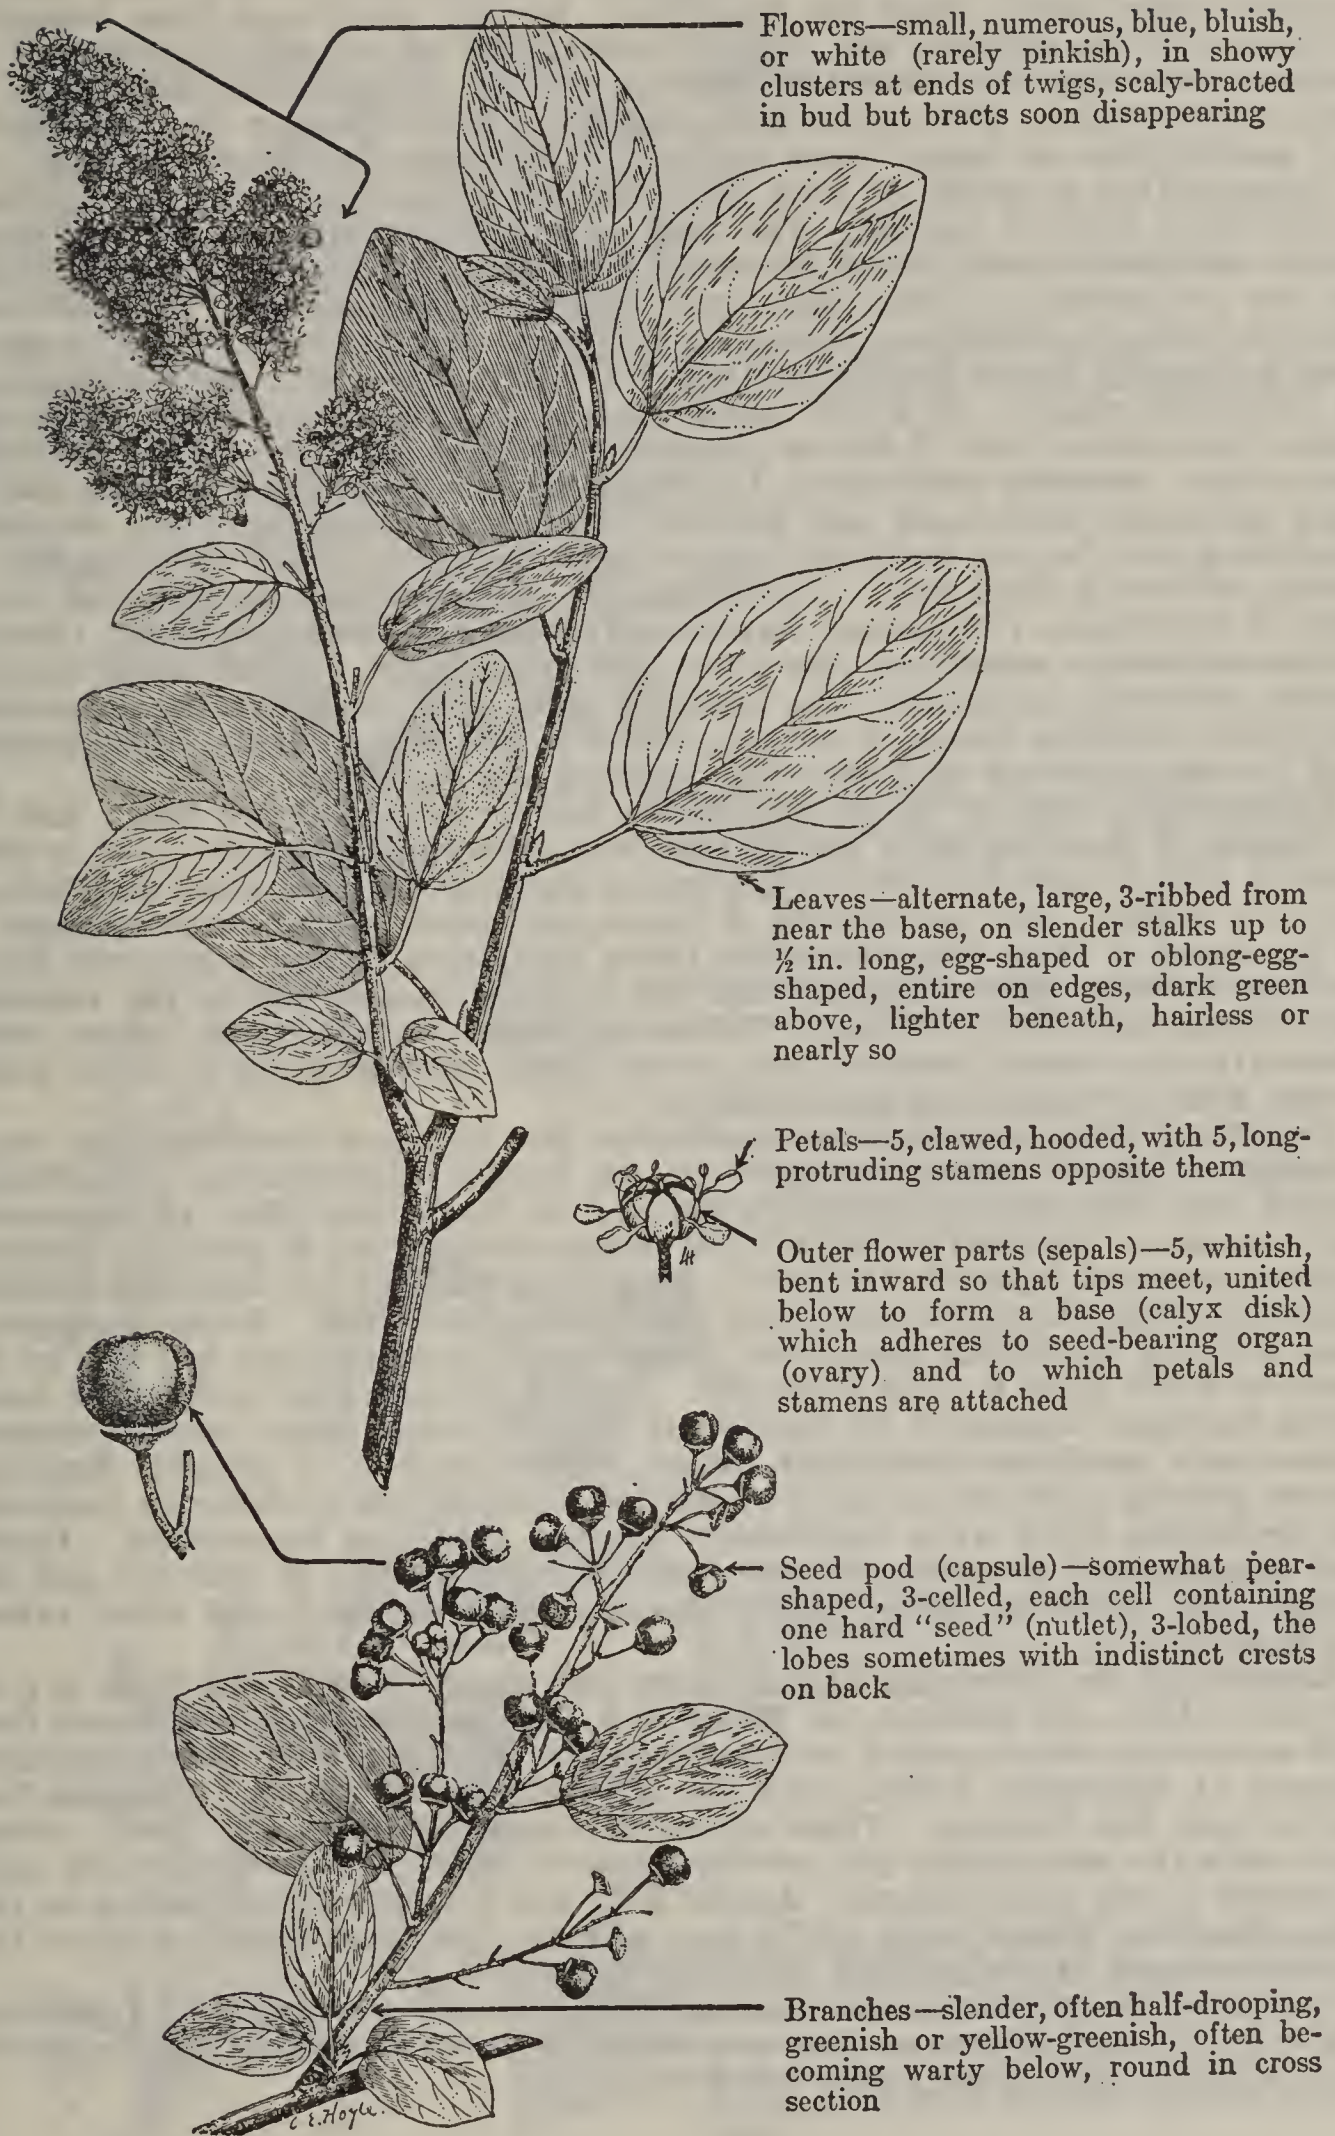 Flowers—small, numerous, blue, bluish,
or white (rarely pinkish), in showy
clusters at ends of twigs, scaly-bracted
in bud but bracts soon disappearing
Leaves—alternate, large, 3-ribbed from
near the base, on slender stalks up to
½ in. long, egg-shaped or oblong-egg-
shaped, entire on edges, dark green
above, lighter beneath, hairless or
nearly so
Petals—5, clawed, hooded, with 5, long-
protruding stamens opposite them
Outer flower parts (sepals)—5, whitish,
bent inward so that tips meet, united
below to form a base (calyx disk)
which adheres to seed-bearing organ
(ovary) and to which petals and
stamens are attached
Seed pod (capsule)—somewhat pear-
shaped, 3-celled, each cell containing
one hard “seed” (nutlet), 3-lobed, the
lobes sometimes with indistinct crests
on back
Branches—slender, often half-drooping,
greenish or yellow-greenish, often be-
coming warty below, round in cross
section
C E. Hoyle.